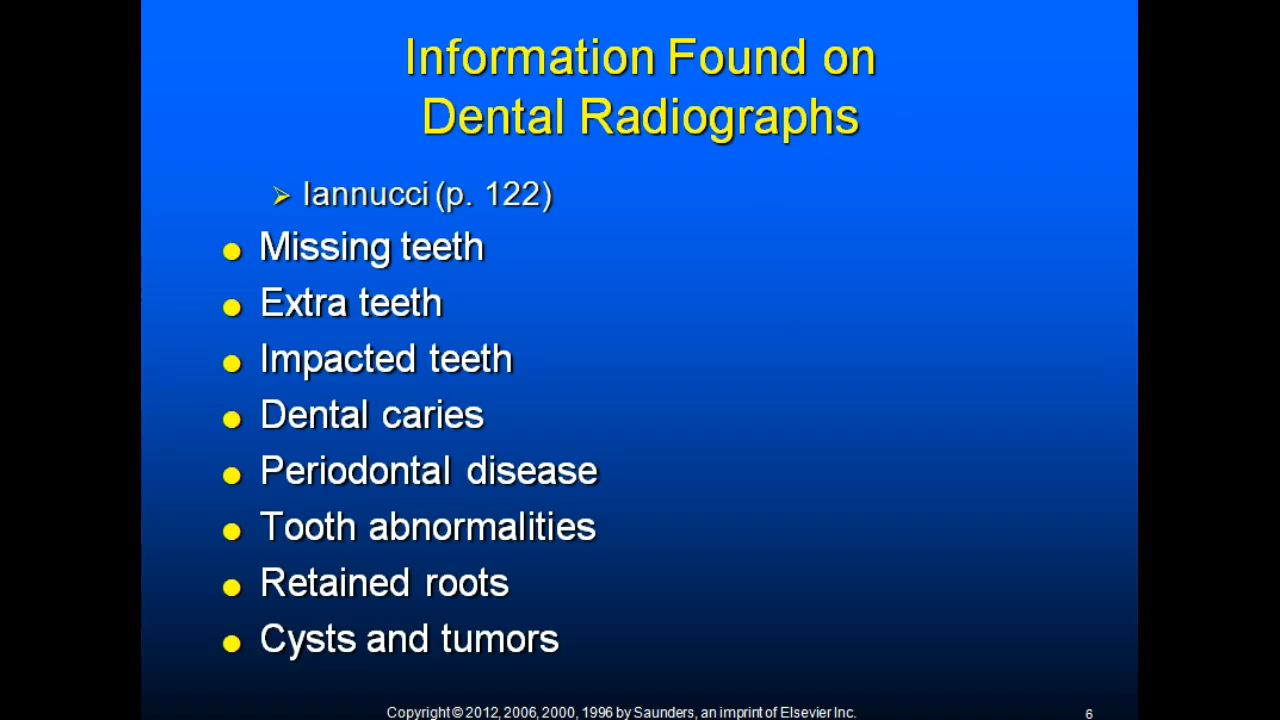 Information Found on
Dental Radiographs
➢ Iannucci (p. 122)
● Missing teeth
● Extra teeth
● Impacted teeth
● Dental caries
● Periodontal disease
● Tooth abnormalities
● Retained roots
● Cysts and tumors
Copyright © 2012, 2006, 2000, 1996 by Saunders, an imprint of Elsevier Inc.
6